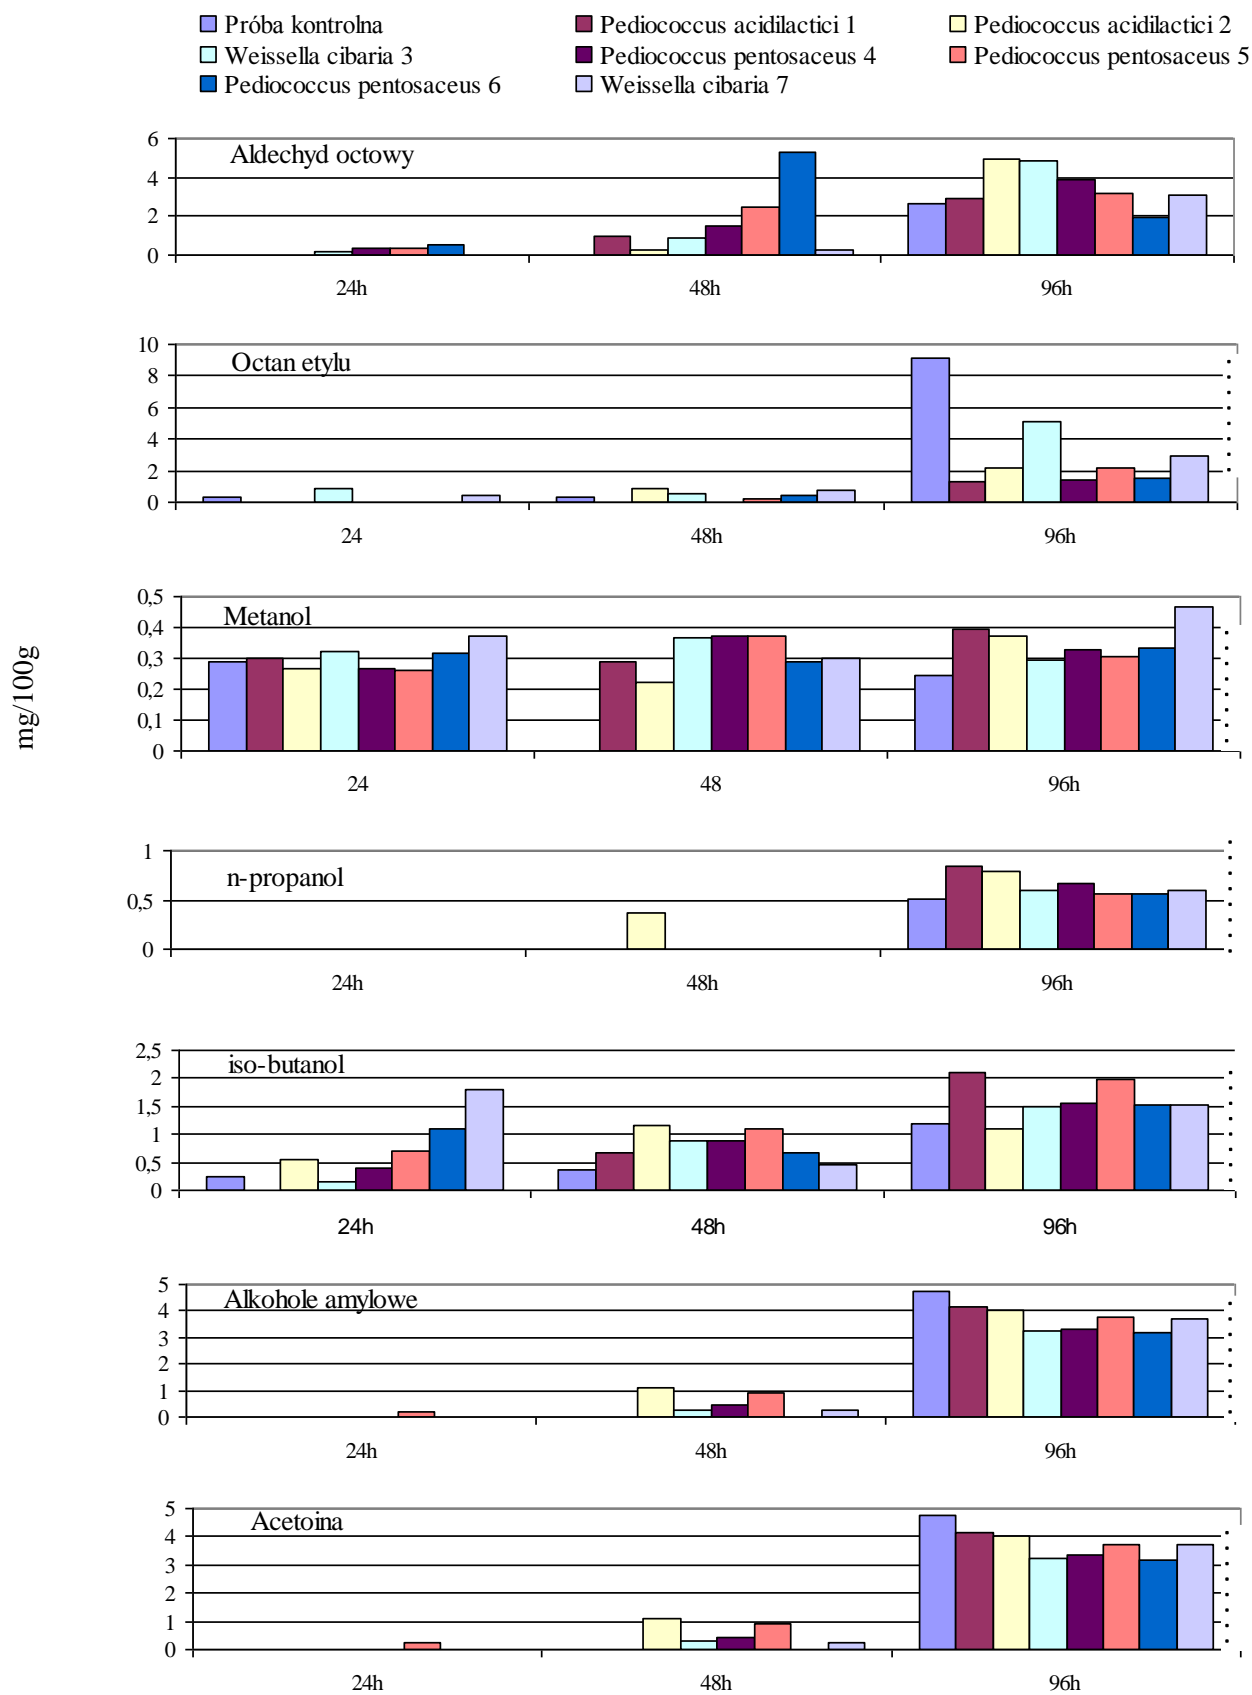 Próba kontrolna Pediococcus acidilactici 1 Pediococcus acidilactici 2
Weissella cibaria 3 Pediococcus pentosaceus 4 Pediococcus pentosaceus 5
Pediococcus pentosaceus 6 Weissella cibaria 7
mg/100g
Aldechyd octowy
6
4
2
0
24h 48h 96h
Octan etylu
10
8
6
4
2
0
24 48h 96h
Metanol
0,5
0,4
0,3
0,2
0,1
0
24 48 96h
n-propanol
1
0,5
0
24h 48h 96h
iso-butanol
2,5
2
1,5
1
0,5
0
24h 48h 96h
Alkohole amylowe
5
4
3
2
1
0
24h 48h 96h
Acetoina
5
4
3
2
1
0
24h 48h 96h